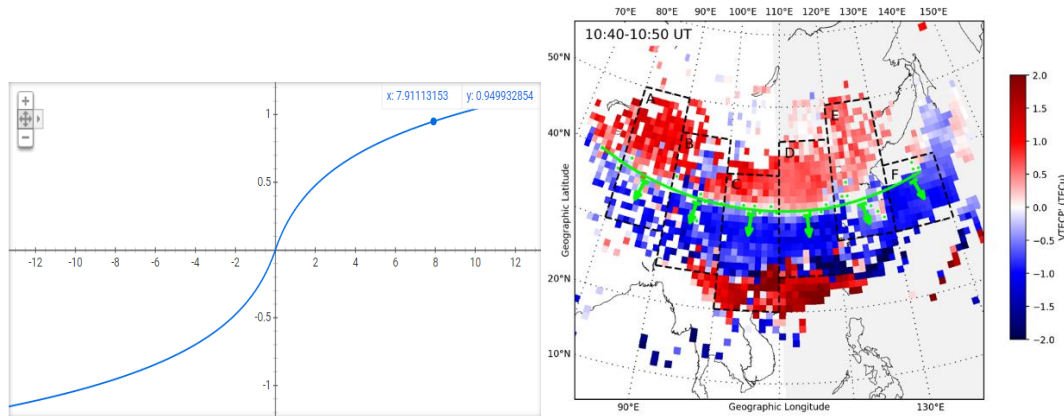 x: 7.91113153 y: 0.949932854
+
−
1
0.5
-12 -10 -8 -6 -4 -2 2 4 6 8 10 12
-0.5
-1
70°E 80°E 90°E 100°E 110°E 120°E 130°E 140°E 150°E
10:40-10:50 UT
50°N
40°N
20°N
10°N
Geographic Latitude
A
B
C
D
E
F
90°E Geographic Longitude 130°E
2.0
1.5
1.0
0.5
0.0
−0.5
−1.0
−1.5
−2.0